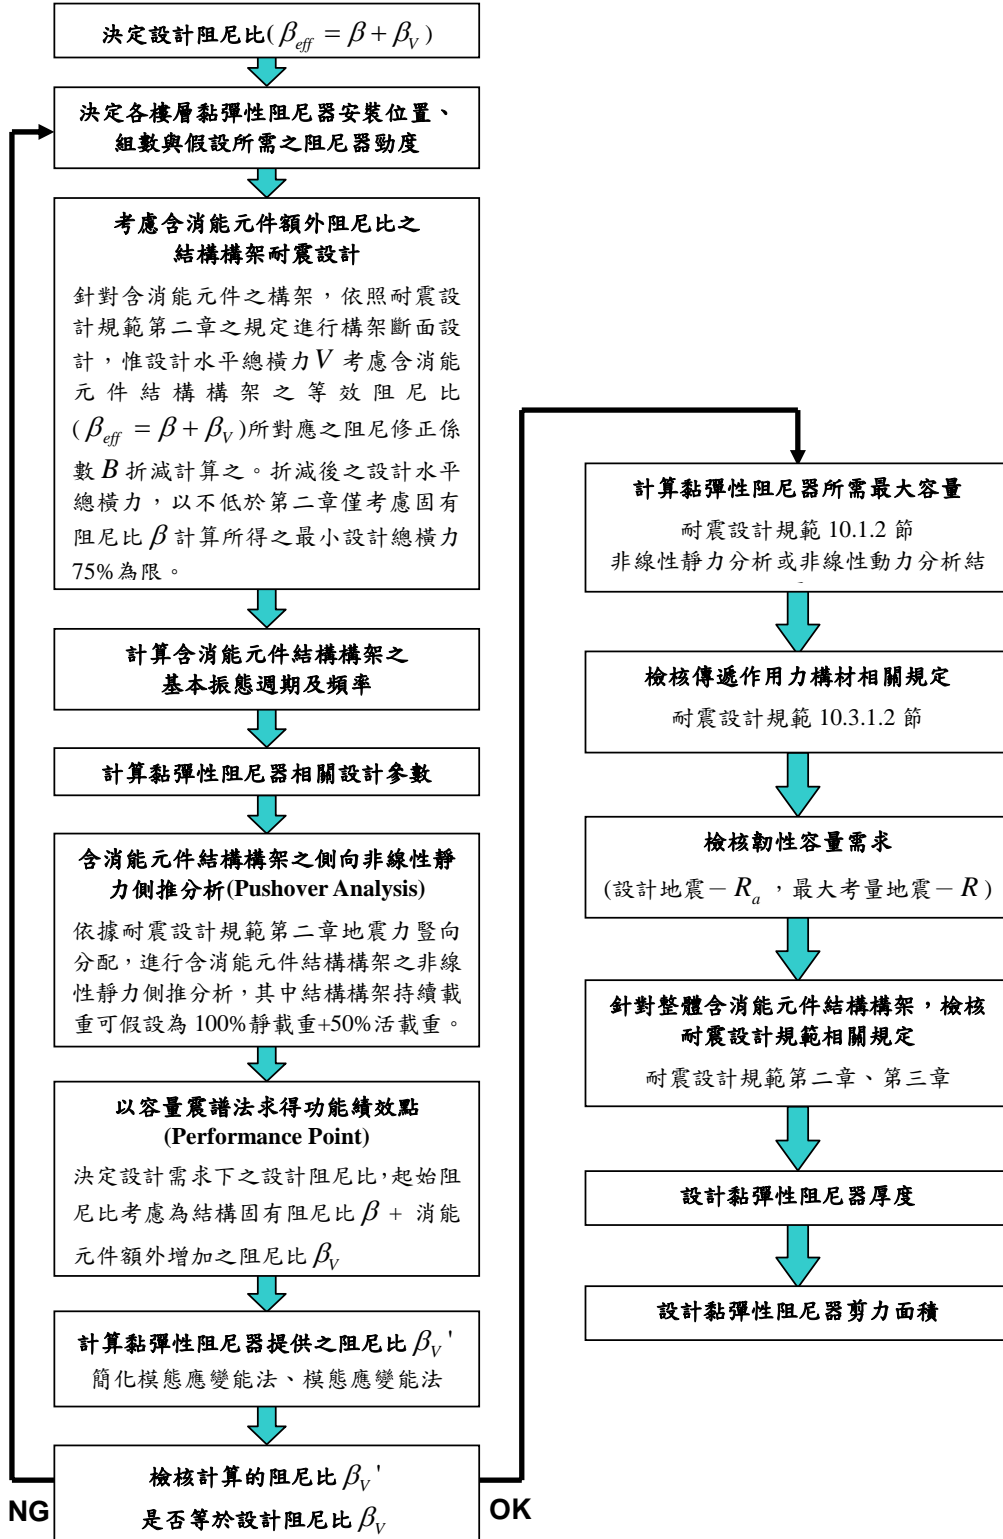 決定設計阻尼比(β_eff = β + β_V)
決定各樓層黏彈性阻尼器安裝位置、
組數與假設所需之阻尼器勁度
考慮含消能元件額外阻尼比之
結構構架耐震設計
針對含消能元件之構架，依照耐震設
計規範第二章之規定進行構架斷面設
計，惟設計水平總橫力V 考慮含消能
元件結構構架之等效阻尼比
(β_eff = β + β_V)所對應之阻尼修正係
數 B 折減計算之。折減後之設計水平
總橫力，以不低於第二章僅考慮固有
阻尼比 β 計算所得之最小設計總橫力
75%為限。
計算含消能元件結構構架之
基本振態週期及頻率
計算黏彈性阻尼器相關設計參數
含消能元件結構構架之側向非線性靜
力側推分析(Pushover Analysis)
依據耐震設計規範第二章地震力豎向
分配，進行含消能元件結構構架之非線
性靜力側推分析，其中結構構架持續載
重可假設為 100%靜載重+50%活載重。
以容量震譜法求得功能績效點
(Performance Point)
決定設計需求下之設計阻尼比，起始阻
尼比考慮為結構固有阻尼比 β + 消能
元件額外增加之阻尼比 β_V
計算黏彈性阻尼器提供之阻尼比 β_V'
簡化模態應變能法、模態應變能法
檢核計算的阻尼比 β_V'
是否等於設計阻尼比 β_V
NG
OK
計算黏彈性阻尼器所需最大容量
耐震設計規範 10.1.2 節
非線性靜力分析或非線性動力分析結
檢核傳遞作用力構材相關規定
耐震設計規範 10.3.1.2 節
檢核韌性容量需求
(設計地震－R_a，最大考量地震－R)
針對整體含消能元件結構構架，檢核
耐震設計規範相關規定
耐震設計規範第二章、第三章
設計黏彈性阻尼器厚度
設計黏彈性阻尼器剪力面積